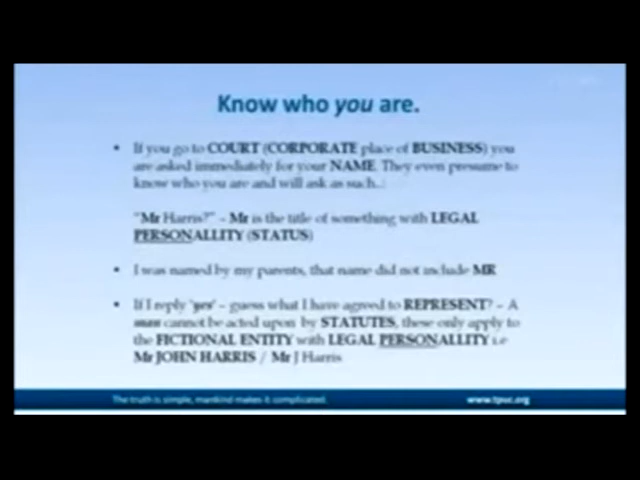 Know who you are.
• If you go to COURT (CORPORATE place of BUSINESS) you
are asked immediately for your NAME. They even presume to
know who you are and will ask as such..:
"Mr Harris?" – Mr is the title of something with LEGAL
PERSONALLITY (STATUS)
• I was named by my parents, that name did not include MR
• If I reply 'yes' – guess what I have agreed to REPRESENT? – A
man cannot be acted upon by STATUTES, these only apply to
the FICTIONAL ENTITY with LEGAL PERSONALLITY i.e
Mr JOHN HARRIS / Mr J Harris
The truth is simple, mankind makes it complicated.
www.tpuc.org